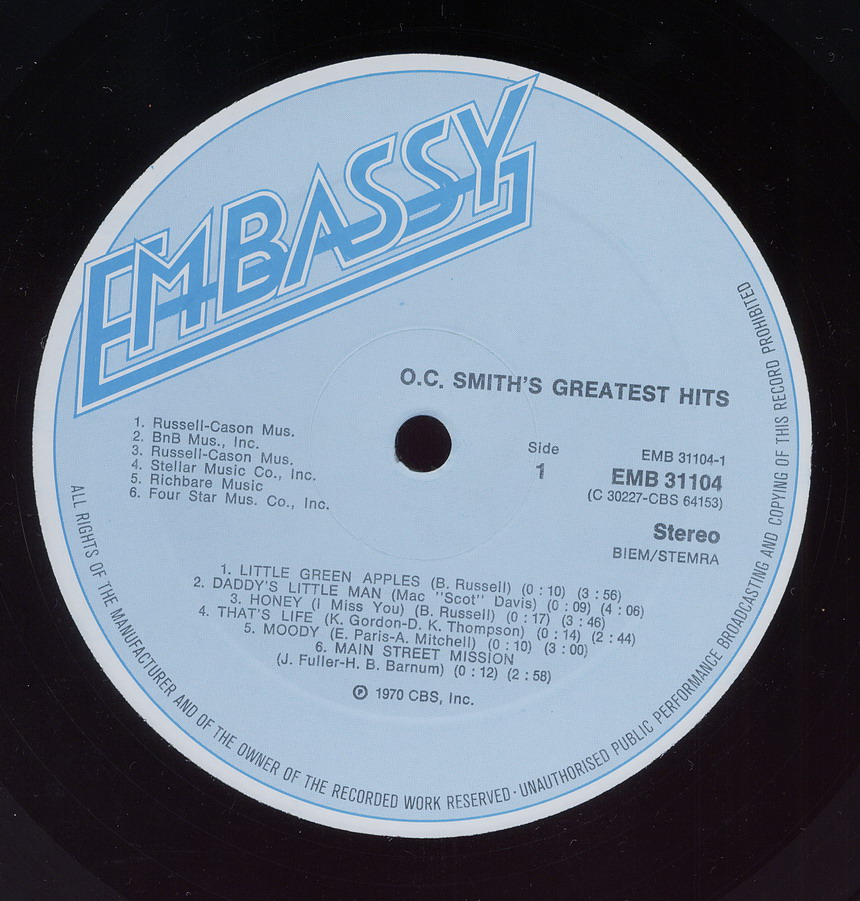 EMBASSY
O.C. SMITH'S GREATEST HITS
1. Russell-Cason Mus.
2. BnB Mus., Inc.
3. Russell-Cason Mus.
4. Stellar Music Co., Inc.
5. Richbare Music
6. Four Star Mus. Co., Inc.
Side
1
EMB 31104-1
EMB 31104
(C 30227-CBS 64153)
Stereo
BIEM/STEMRA
1. LITTLE GREEN APPLES (B. Russell) (0 : 10) (3 : 56)
2. DADDY'S LITTLE MAN (Mac "Scot" Davis) (0 : 09) (4 : 06)
3. HONEY (I Miss You) (B. Russell) (0 : 17) (3 : 46)
4. THAT'S LIFE (K. Gordon-D. K. Thompson) (0 : 14) (2 : 44)
5. MOODY (E. Paris-A. Mitchell) (0 : 10) (3 : 00)
6. MAIN STREET MISSION
(J. Fuller-H. B. Barnum) (0 : 12) (2 : 58)
℗ 1970 CBS, Inc.
ALL RIGHTS OF THE MANUFACTURER AND OF THE OWNER OF THE RECORDED WORK RESERVED · UNAUTHORISED PUBLIC PERFORMANCE BROADCASTING AND COPYING OF THIS RECORD PROHIBITED